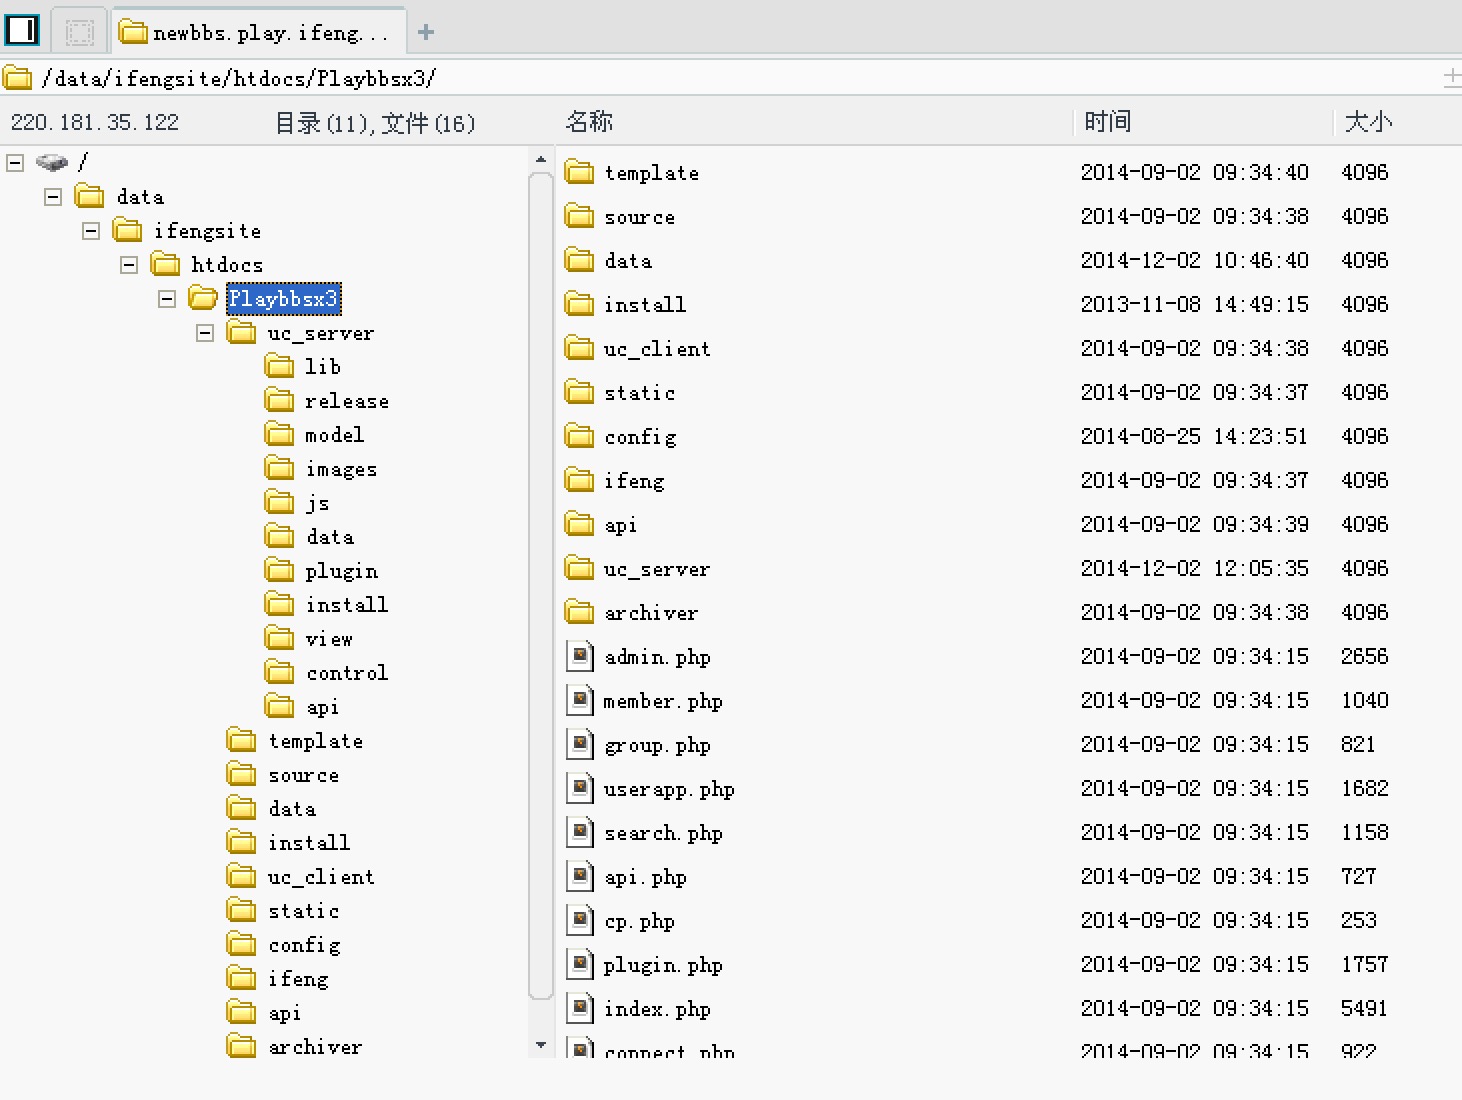 newbbs.play.ifeng...
/data/ifengsite/htdocs/Playbbsx3/
220.181.35.122 目录(11),文件(16) 名称 时间 大小
/
data
ifengsite
htdocs
Playbbsx3
uc_server
lib
release
model
images
js
data
plugin
install
view
control
api
template
source
data
install
uc_client
static
config
ifeng
api
archiver
template 2014-09-02 09:34:40 4096
source 2014-09-02 09:34:38 4096
data 2014-12-02 10:46:40 4096
install 2013-11-08 14:49:15 4096
uc_client 2014-09-02 09:34:38 4096
static 2014-09-02 09:34:37 4096
config 2014-08-25 14:23:51 4096
ifeng 2014-09-02 09:34:37 4096
api 2014-09-02 09:34:39 4096
uc_server 2014-12-02 12:05:35 4096
archiver 2014-09-02 09:34:38 4096
admin.php 2014-09-02 09:34:15 2656
member.php 2014-09-02 09:34:15 1040
group.php 2014-09-02 09:34:15 821
userapp.php 2014-09-02 09:34:15 1682
search.php 2014-09-02 09:34:15 1158
api.php 2014-09-02 09:34:15 727
cp.php 2014-09-02 09:34:15 253
plugin.php 2014-09-02 09:34:15 1757
index.php 2014-09-02 09:34:15 5491
connect.php 2014-09-02 09:34:15 922